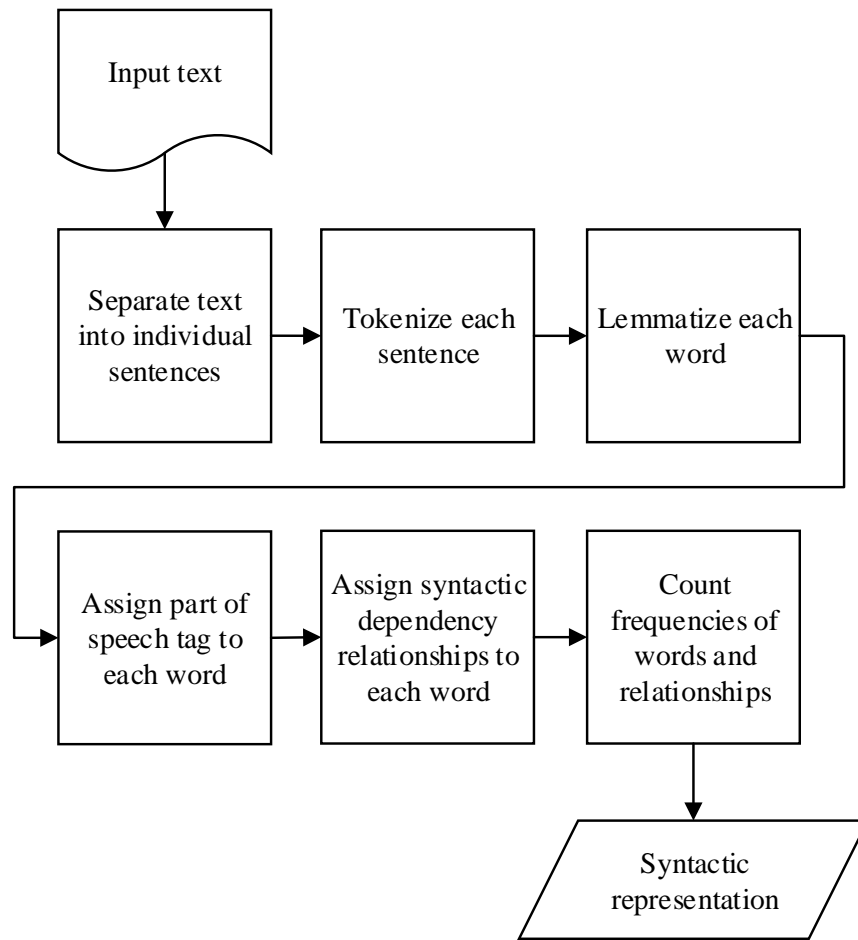 Input text
Separate text
into individual
sentences
Tokenize each
sentence
Lemmatize each
word
Assign part of
speech tag to
each word
Assign syntactic
dependency
relationships to
each word
Count
frequencies of
words and
relationships
Syntactic
representation